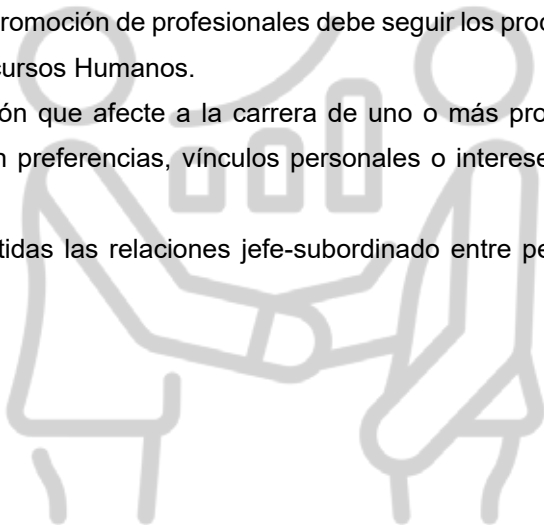 romoción de profesionales debe seguir los proc
cursos Humanos.
ón que afecte a la carrera de uno o más pro
n preferencias, vínculos personales o interese
tidas las relaciones jefe-subordinado entre pe